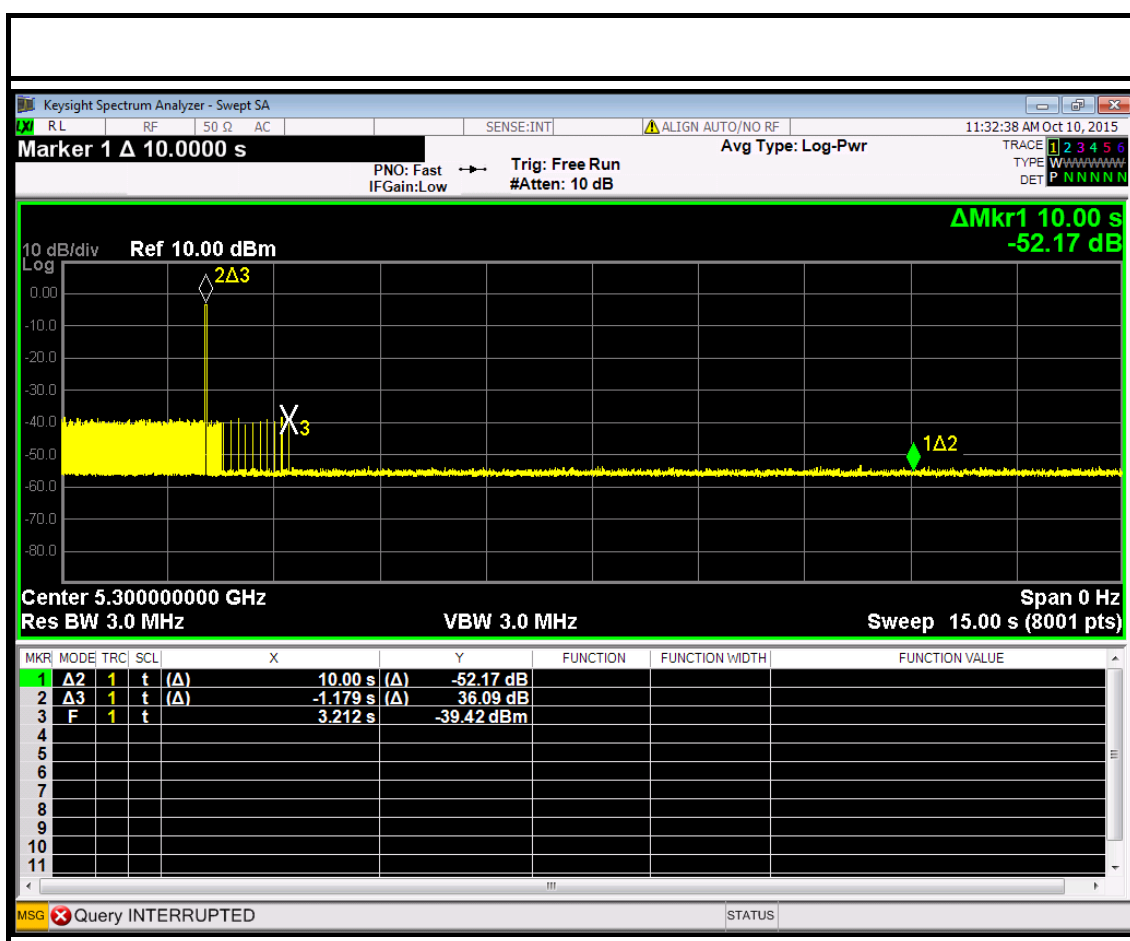 Keysight Spectrum Analyzer - Swept SA
LXI RL RF 50 Ω AC SENSE:INT ALIGN AUTO/NO RF 11:32:38 AM Oct 10, 2015
Marker 1 Δ 10.0000 s Avg Type: Log-Pwr TRACE 1 2 3 4 5 6
PNO: Fast Trig: Free Run TYPE WWWWWW
IFGain:Low #Atten: 10 dB DET P N N N N N
ΔMkr1 10.00 s
-52.17 dB
10 dB/div Ref 10.00 dBm
Log
2Δ3
0.00
-10.0
-20.0
-30.0
-40.0
X3
-50.0
1Δ2
-60.0
-70.0
-80.0
Center 5.300000000 GHz Span 0 Hz
Res BW 3.0 MHz VBW 3.0 MHz Sweep 15.00 s (8001 pts)
MKR MODE TRC SCL X Y FUNCTION FUNCTION WIDTH FUNCTION VALUE
1 Δ2 1 t (Δ) 10.00 s (Δ) -52.17 dB
2 Δ3 1 t (Δ) -1.179 s (Δ) 36.09 dB
3 F 1 t 3.212 s -39.42 dBm
4
5
6
7
8
9
10
11
MSG Query INTERRUPTED STATUS